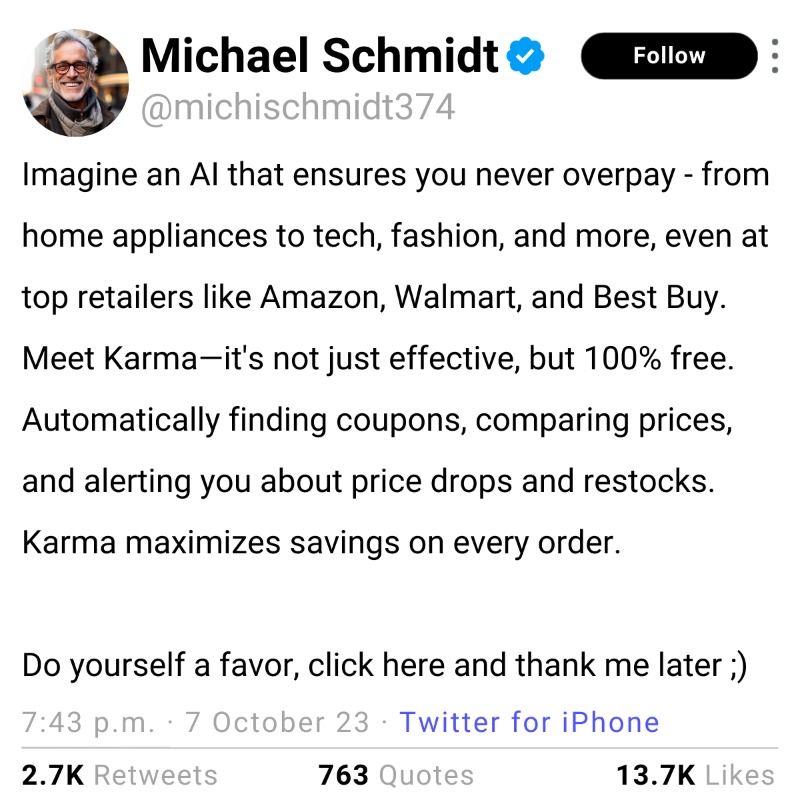 Michael Schmidt
Follow
@michischmidt374
Imagine an AI that ensures you never overpay - from
home appliances to tech, fashion, and more, even at
top retailers like Amazon, Walmart, and Best Buy.
Meet Karma—it's not just effective, but 100% free.
Automatically finding coupons, comparing prices,
and alerting you about price drops and restocks.
Karma maximizes savings on every order.
Do yourself a favor, click here and thank me later ;)
7:43 p.m. · 7 October 23 · Twitter for iPhone
2.7K Retweets 763 Quotes 13.7K Likes